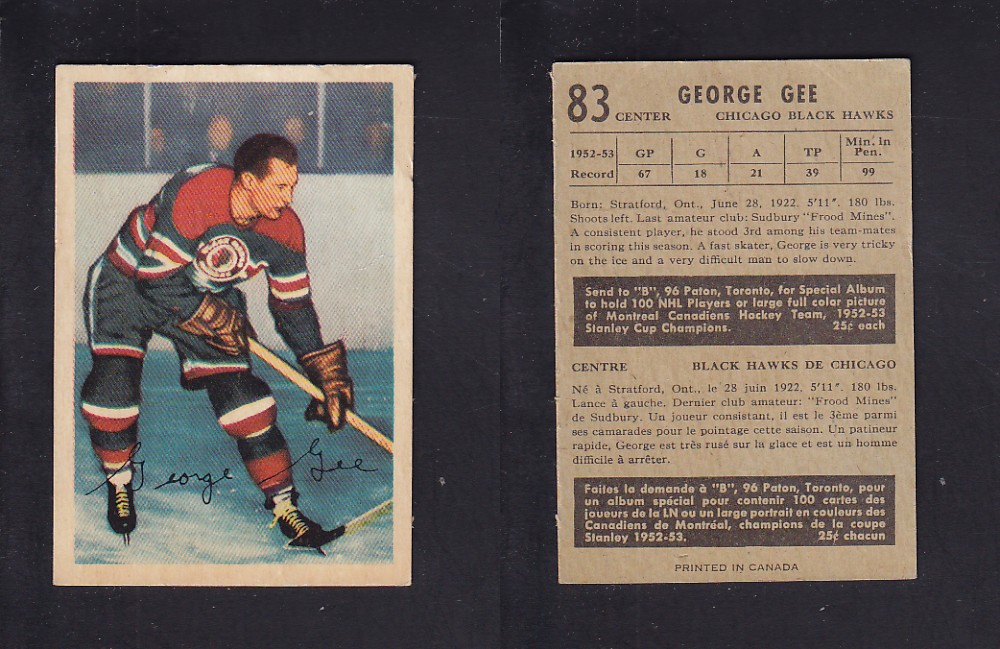 George Gee
83 CENTER GEORGE GEE CHICAGO BLACK HAWKS
1952-53 GP G A TP Min. in Pen.
Record 67 18 21 39 99
Born: Stratford, Ont., June 28, 1922. 5'11". 180 lbs.
Shoots left. Last amateur club: Sudbury "Frood Mines".
A consistent player, he stood 3rd among his team-mates
in scoring this season. A fast skater, George is very tricky
on the ice and a very difficult man to slow down.
Send to "B", 96 Paton, Toronto, for Special Album
to hold 100 NHL Players or large full color picture
of Montreal Canadiens Hockey Team, 1952-53
Stanley Cup Champions. 25¢ each
CENTRE BLACK HAWKS DE CHICAGO
Né à Stratford, Ont., le 28 juin 1922, 5'11". 180 lbs.
Lance à gauche. Dernier club amateur: "Frood Mines"
de Sudbury. Un joueur consistant, il est le 3ème parmi
ses camarades pour le pointage cette saison. Un patineur
rapide, George est très rusé sur la glace et est un homme
difficile à arrêter.
Faites la demande à "B", 96 Paton, Toronto, pour
un album spécial pour contenir 100 cartes des
joueurs de la LN ou un large portrait en couleurs des
Canadiens de Montréal, champions de la coupe
Stanley 1952-53. 25¢ chacun
PRINTED IN CANADA